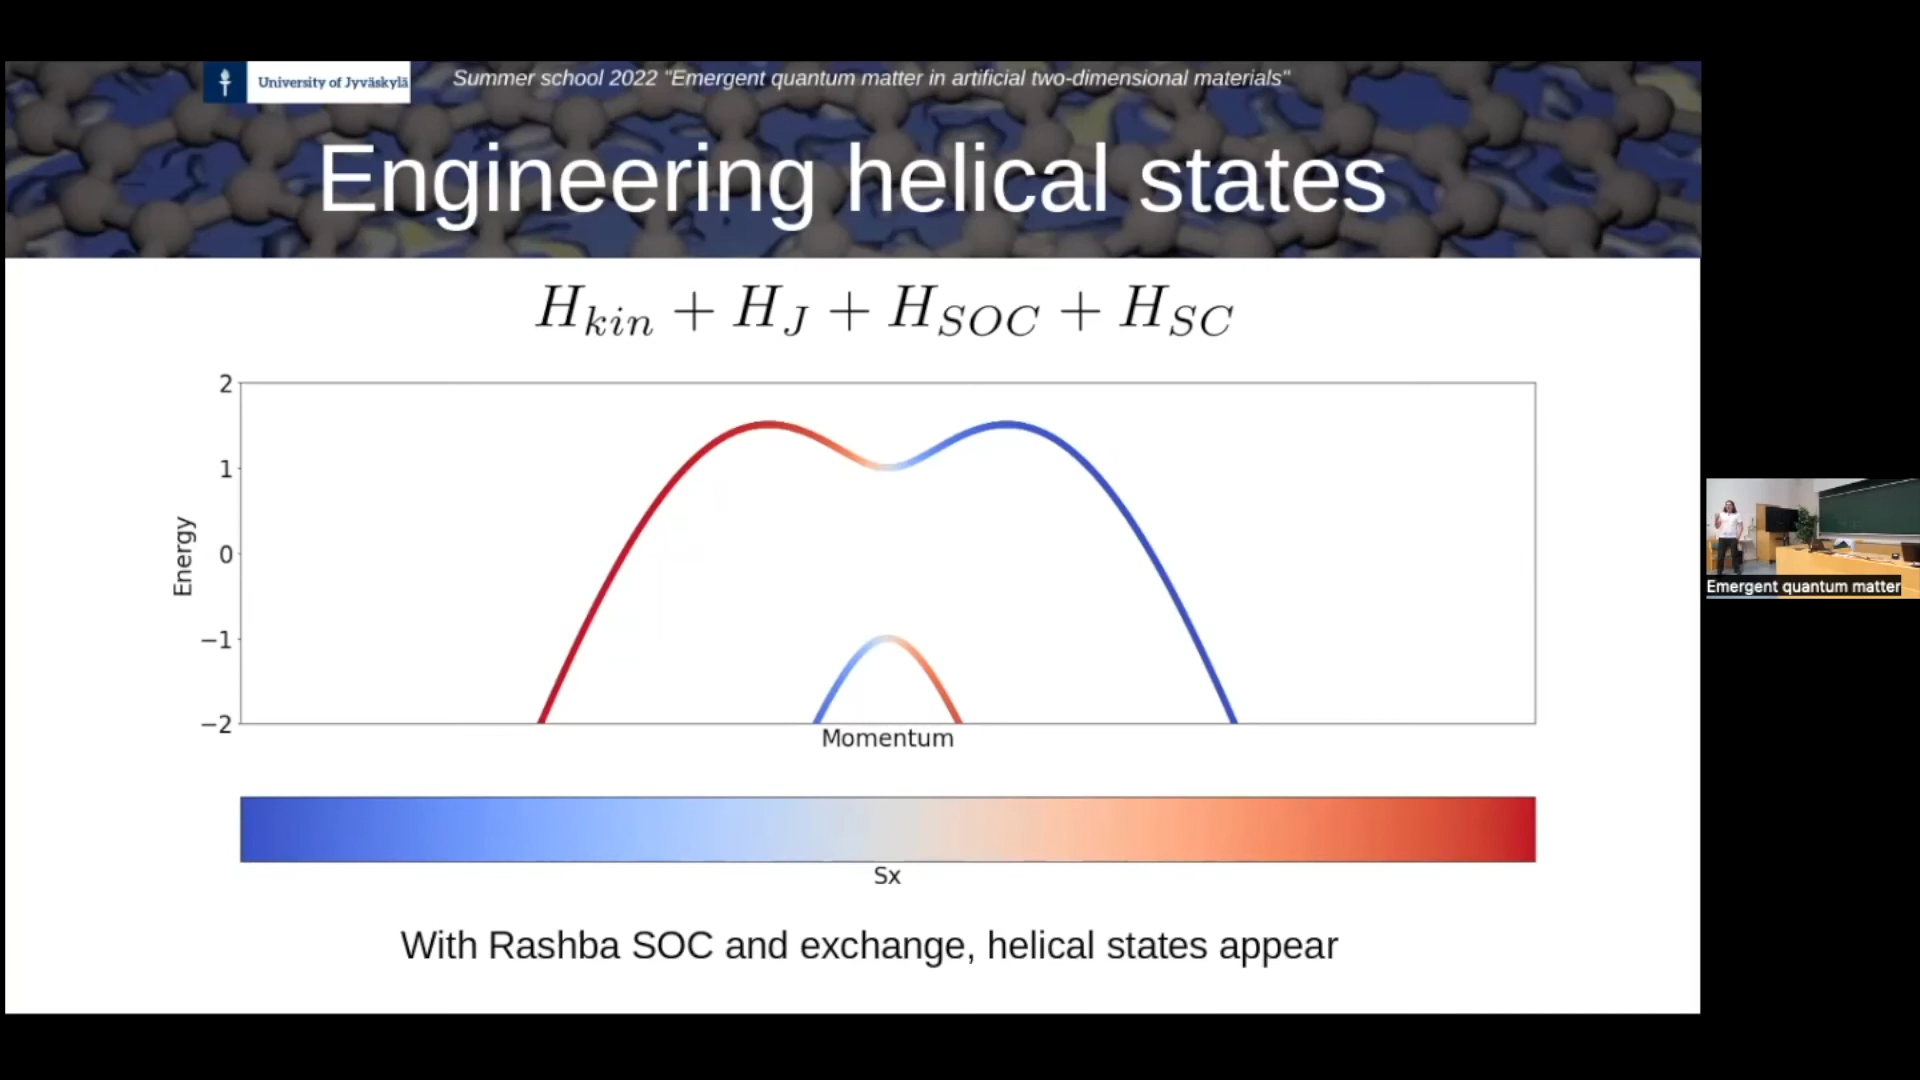 University of Jyväskylä
Summer school 2022 "Emergent quantum matter in artificial two-dimensional materials"
Engineering helical states
H_{kin} + H_J + H_{SOC} + H_{SC}
2
1
0
−1
−2
Energy
Momentum
Sx
With Rashba SOC and exchange, helical states appear
Emergent quantum matter